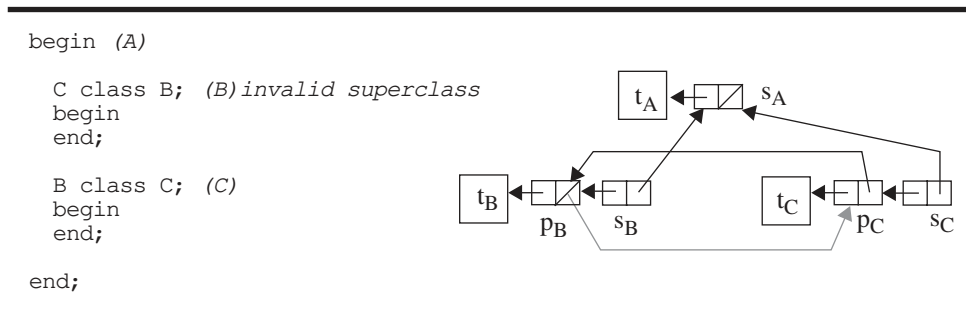 begin (A)
C class B; (B)invalid superclass
begin
end;
B class C; (C)
begin
end;
end;
tA
sA
tB
pB
sB
tC
pC
sC